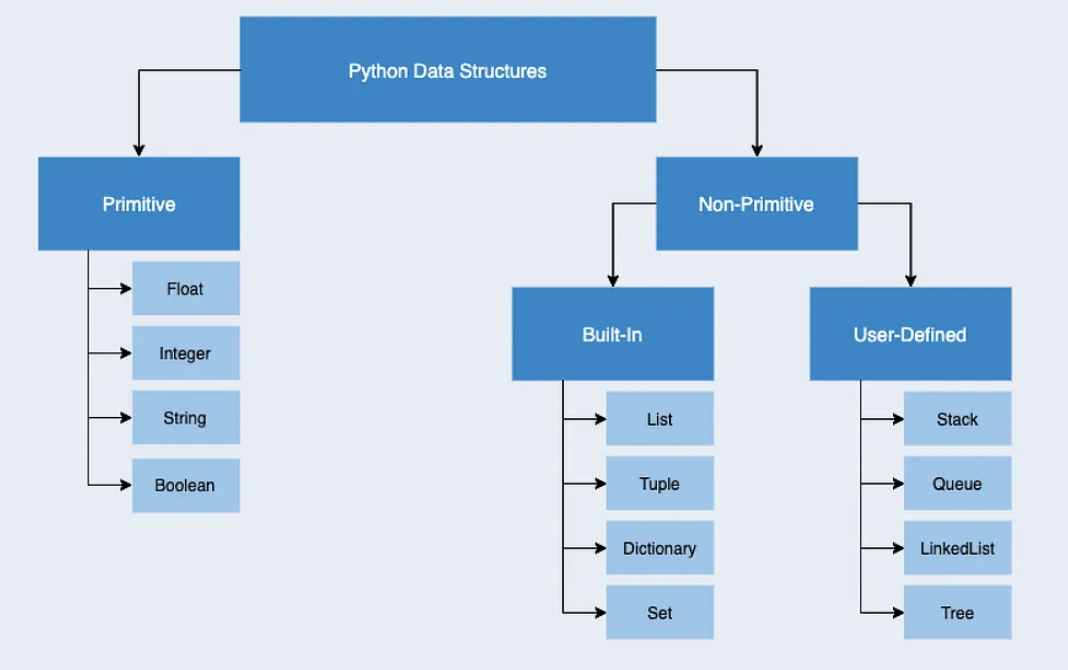 Python Data Structures
Primitive
Non-Primitive
Float
Integer
String
Boolean
Built-In
User-Defined
List
Tuple
Dictionary
Set
Stack
Queue
LinkedList
Tree